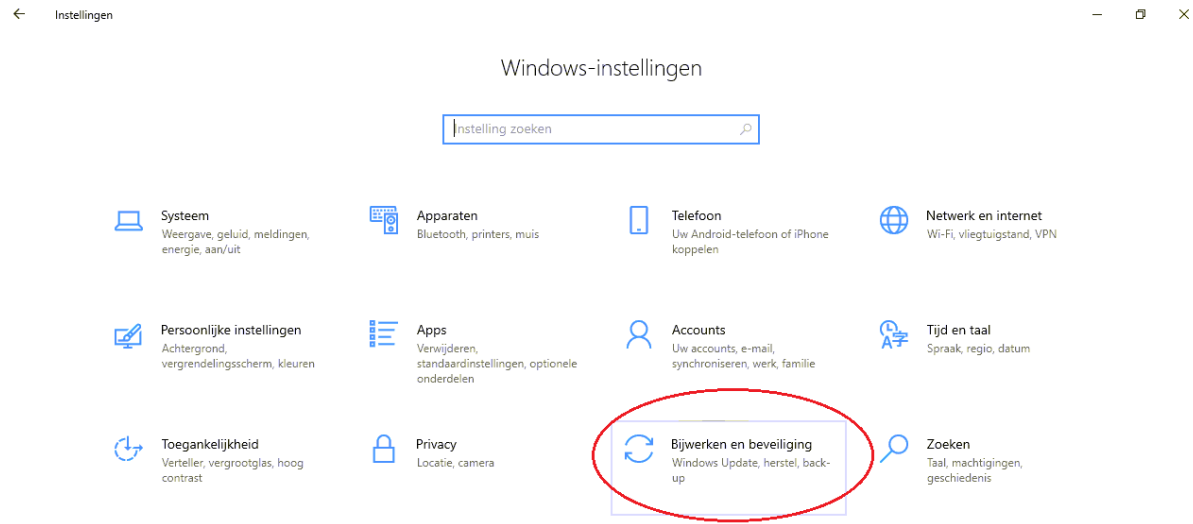 Instellingen
Windows-instellingen
Instelling zoeken
Systeem
Weergave, geluid, meldingen,
energie, aan/uit
Apparaten
Bluetooth, printers, muis
Telefoon
Uw Android-telefoon of iPhone
koppelen
Netwerk en internet
Wi-Fi, vliegtuigstand, VPN
Persoonlijke instellingen
Achtergrond,
vergrendelingsscherm, kleuren
Apps
Verwijderen,
standaardinstellingen, optionele
onderdelen
Accounts
Uw accounts, e-mail,
synchroniseren, werk, familie
Tijd en taal
Spraak, regio, datum
Toegankelijkheid
Verteller, vergrootglas, hoog
contrast
Privacy
Locatie, camera
Bijwerken en beveiliging
Windows Update, herstel, back-
up
Zoeken
Taal, machtigingen,
geschiedenis